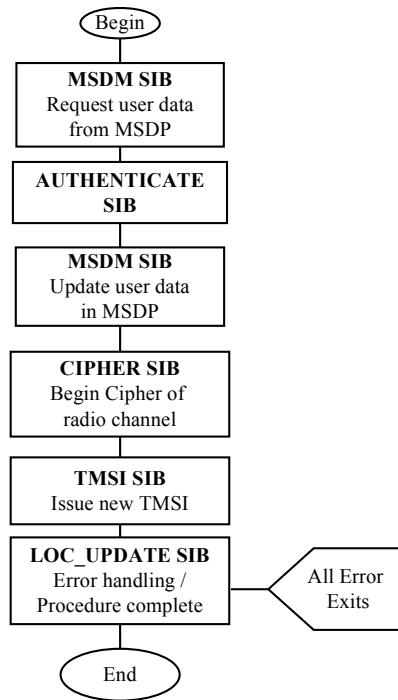 Begin
MSDM SIB
Request user data
from MSDP
AUTHENTICATE
SIB
MSDM SIB
Update user data
in MSDP
CIPHER SIB
Begin Cipher of
radio channel
TMSI SIB
Issue new TMSI
LOC_UPDATE SIB
Error handling /
Procedure complete
All Error
Exits
End